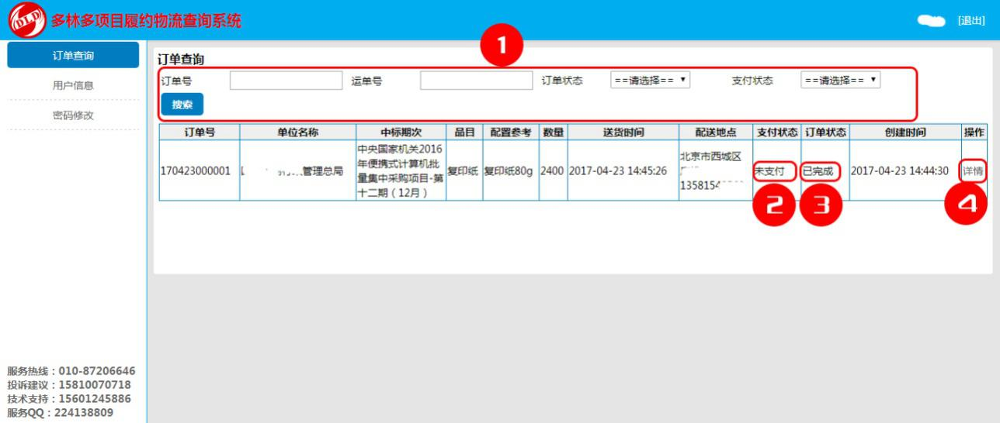 DLD 多林多项目履约物流查询系统
[退出]
订单查询
用户信息
密码修改
订单查询
1
订单号 运单号 订单状态 ==请选择== 支付状态 ==请选择==
搜索
订单号 单位名称 中标期次 品目 配置参考 数量 送货时间 配送地点 支付状态 订单状态 创建时间 操作
170423000001 管理总局 中央国家机关2016
年便携式计算机批
量集中采购项目-第
十二期（12月） 复印纸 复印纸80g 2400 2017-04-23 14:45:26 北京市西城区
1358154
未支付 已完成 2017-04-23 14:44:30 详情
2 3 4
服务热线：010-87206646
投诉建议：15810070718
技术支持：15601245886
服务QQ：224138809